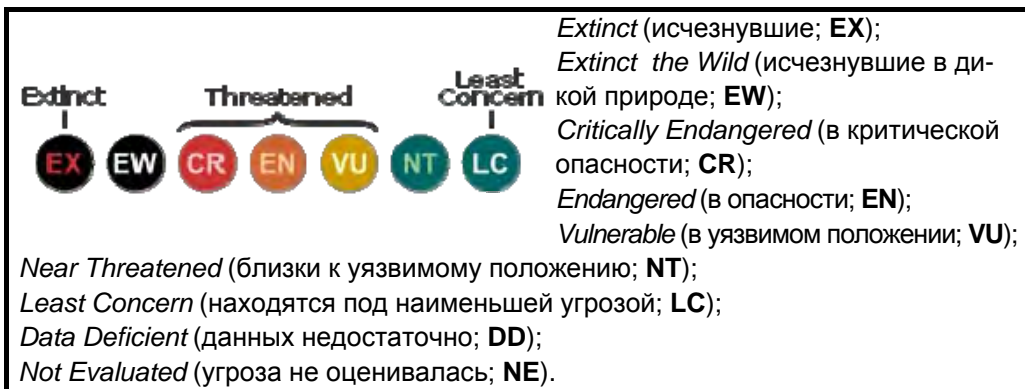 Extinct (исчезнувшие; EX);
Extinct the Wild (исчезнувшие в ди-
кой природе; EW);
Critically Endangered (в критической
опасности; CR);
Endangered (в опасности; EN);
Vulnerable (в уязвимом положении; VU);
Extinct
Threatened
Least
Concern
EX EW CR EN VU NT LC
Near Threatened (близки к уязвимому положению; NT);
Least Concern (находятся под наименьшей угрозой; LC);
Data Deficient (данных недостаточно; DD);
Not Evaluated (угроза не оценивалась; NE).